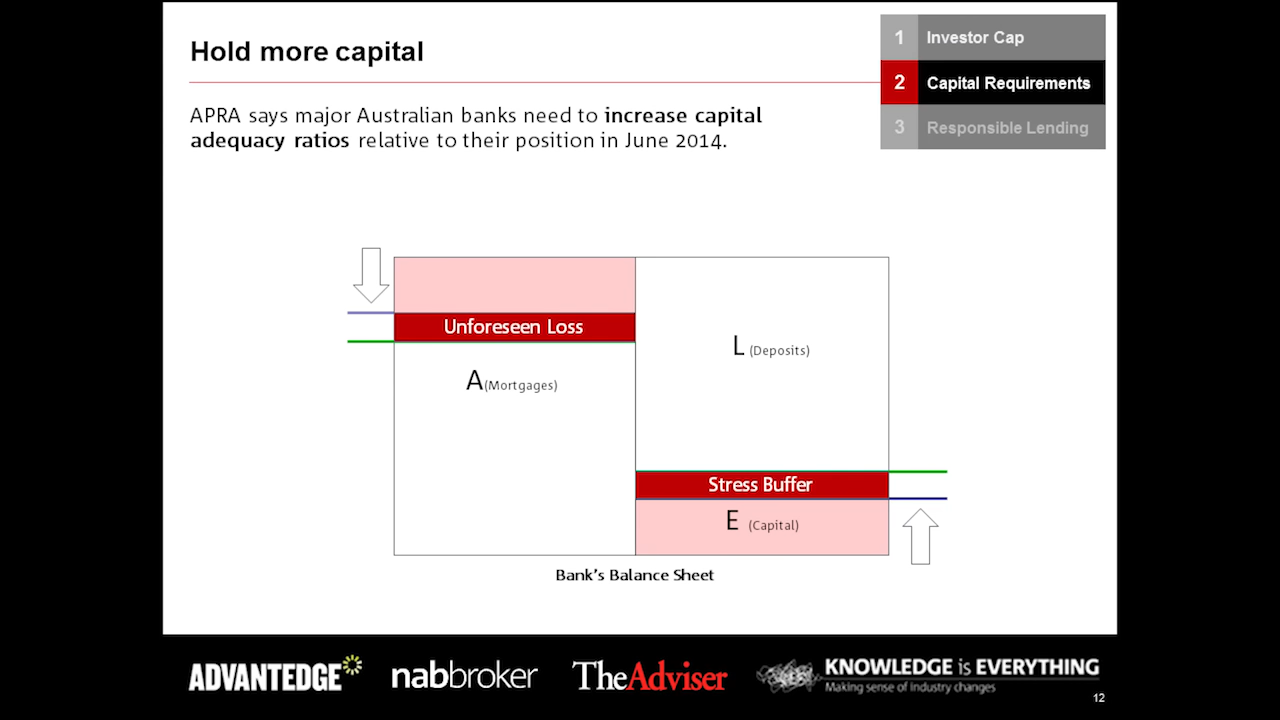 Hold more capital
1 Investor Cap
2 Capital Requirements
3 Responsible Lending
APRA says major Australian banks need to increase capital
adequacy ratios relative to their position in June 2014.
Unforeseen Loss
A (Mortgages)
L (Deposits)
Stress Buffer
E (Capital)
Bank's Balance Sheet
ADVANTEDGE
nabbroker
TheAdviser
KNOWLEDGE is EVERYTHING
Making sense of industry changes
12